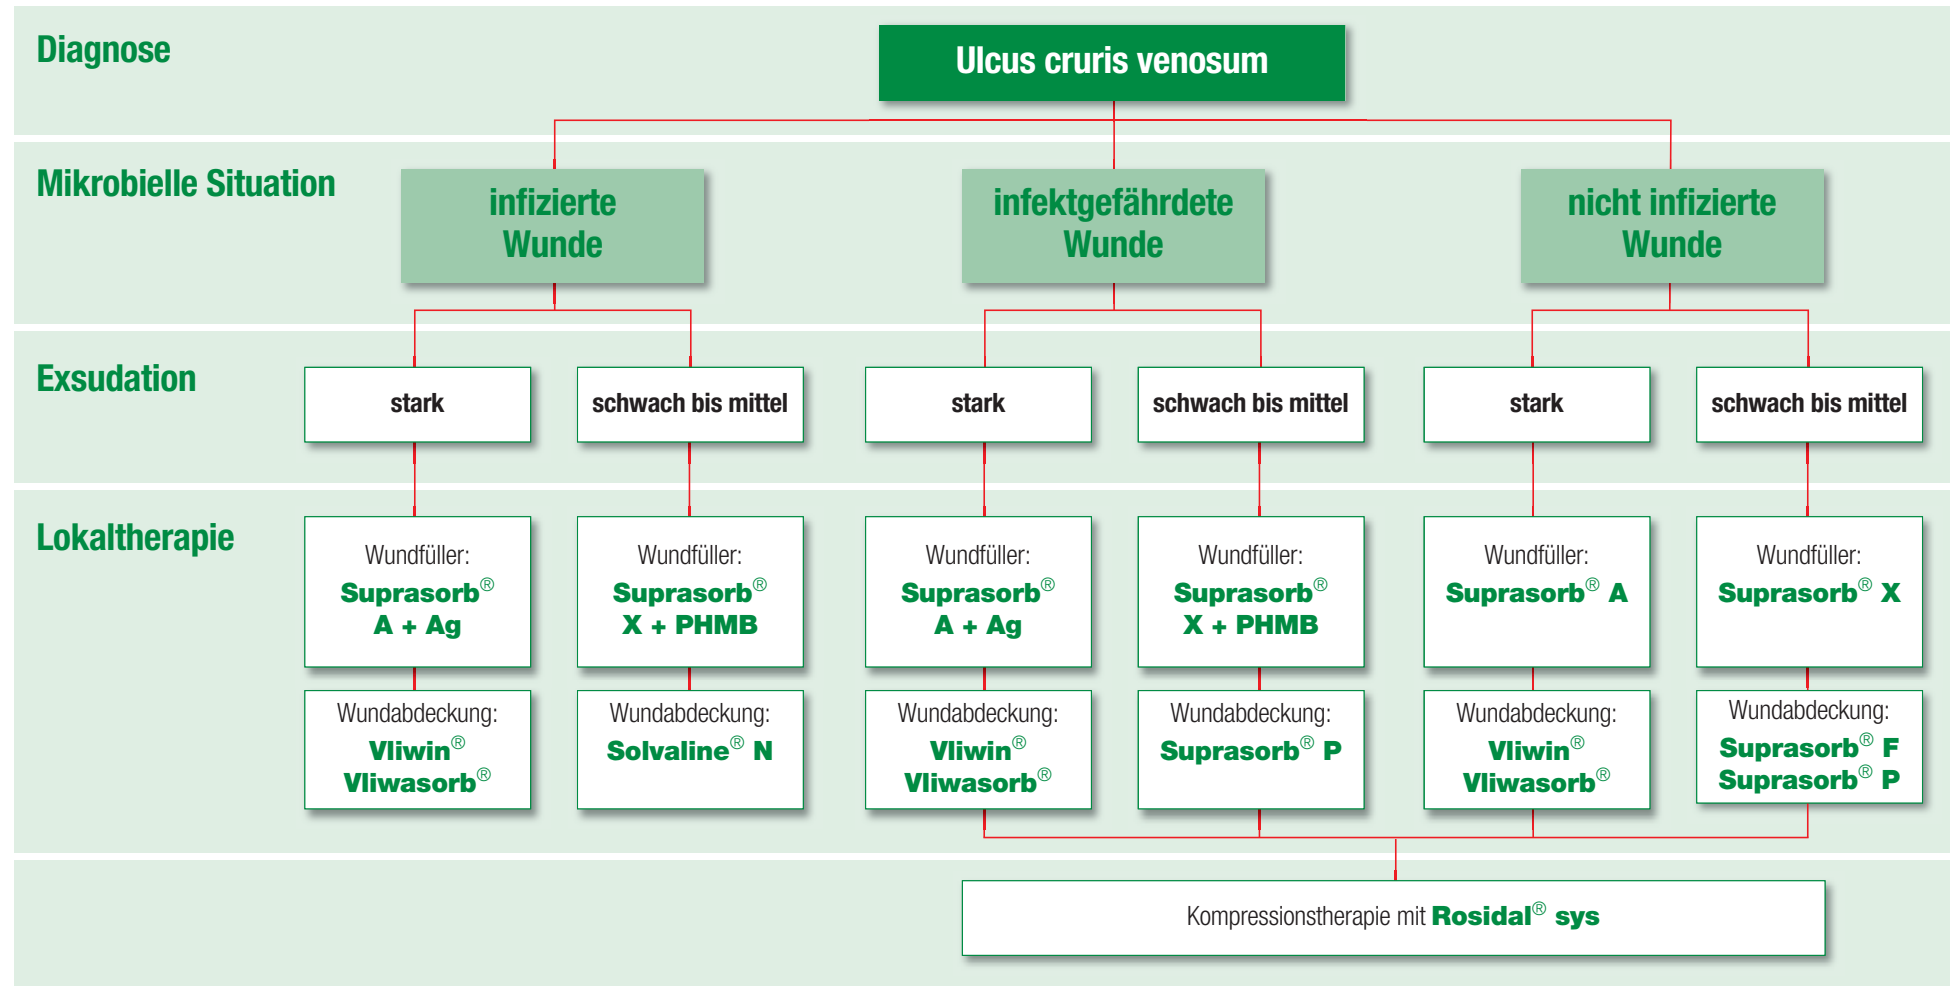 Diagnose
Ulcus cruris venosum
Mikrobielle Situation
infizierte
Wunde
infektgefährdete
Wunde
nicht infizierte
Wunde
Exsudation
stark
schwach bis mittel
stark
schwach bis mittel
stark
schwach bis mittel
Lokaltherapie
Wundfüller:
Suprasorb®
A + Ag
Wundfüller:
Suprasorb®
X + PHMB
Wundfüller:
Suprasorb®
A + Ag
Wundfüller:
Suprasorb®
X + PHMB
Wundfüller:
Suprasorb® A
Wundfüller:
Suprasorb® X
Wundabdeckung:
Vliwin®
Vliwasorb®
Wundabdeckung:
Solvaline® N
Wundabdeckung:
Vliwin®
Vliwasorb®
Wundabdeckung:
Suprasorb® P
Wundabdeckung:
Vliwin®
Vliwasorb®
Wundabdeckung:
Suprasorb® F
Suprasorb® P
Kompressionstherapie mit Rosidal® sys